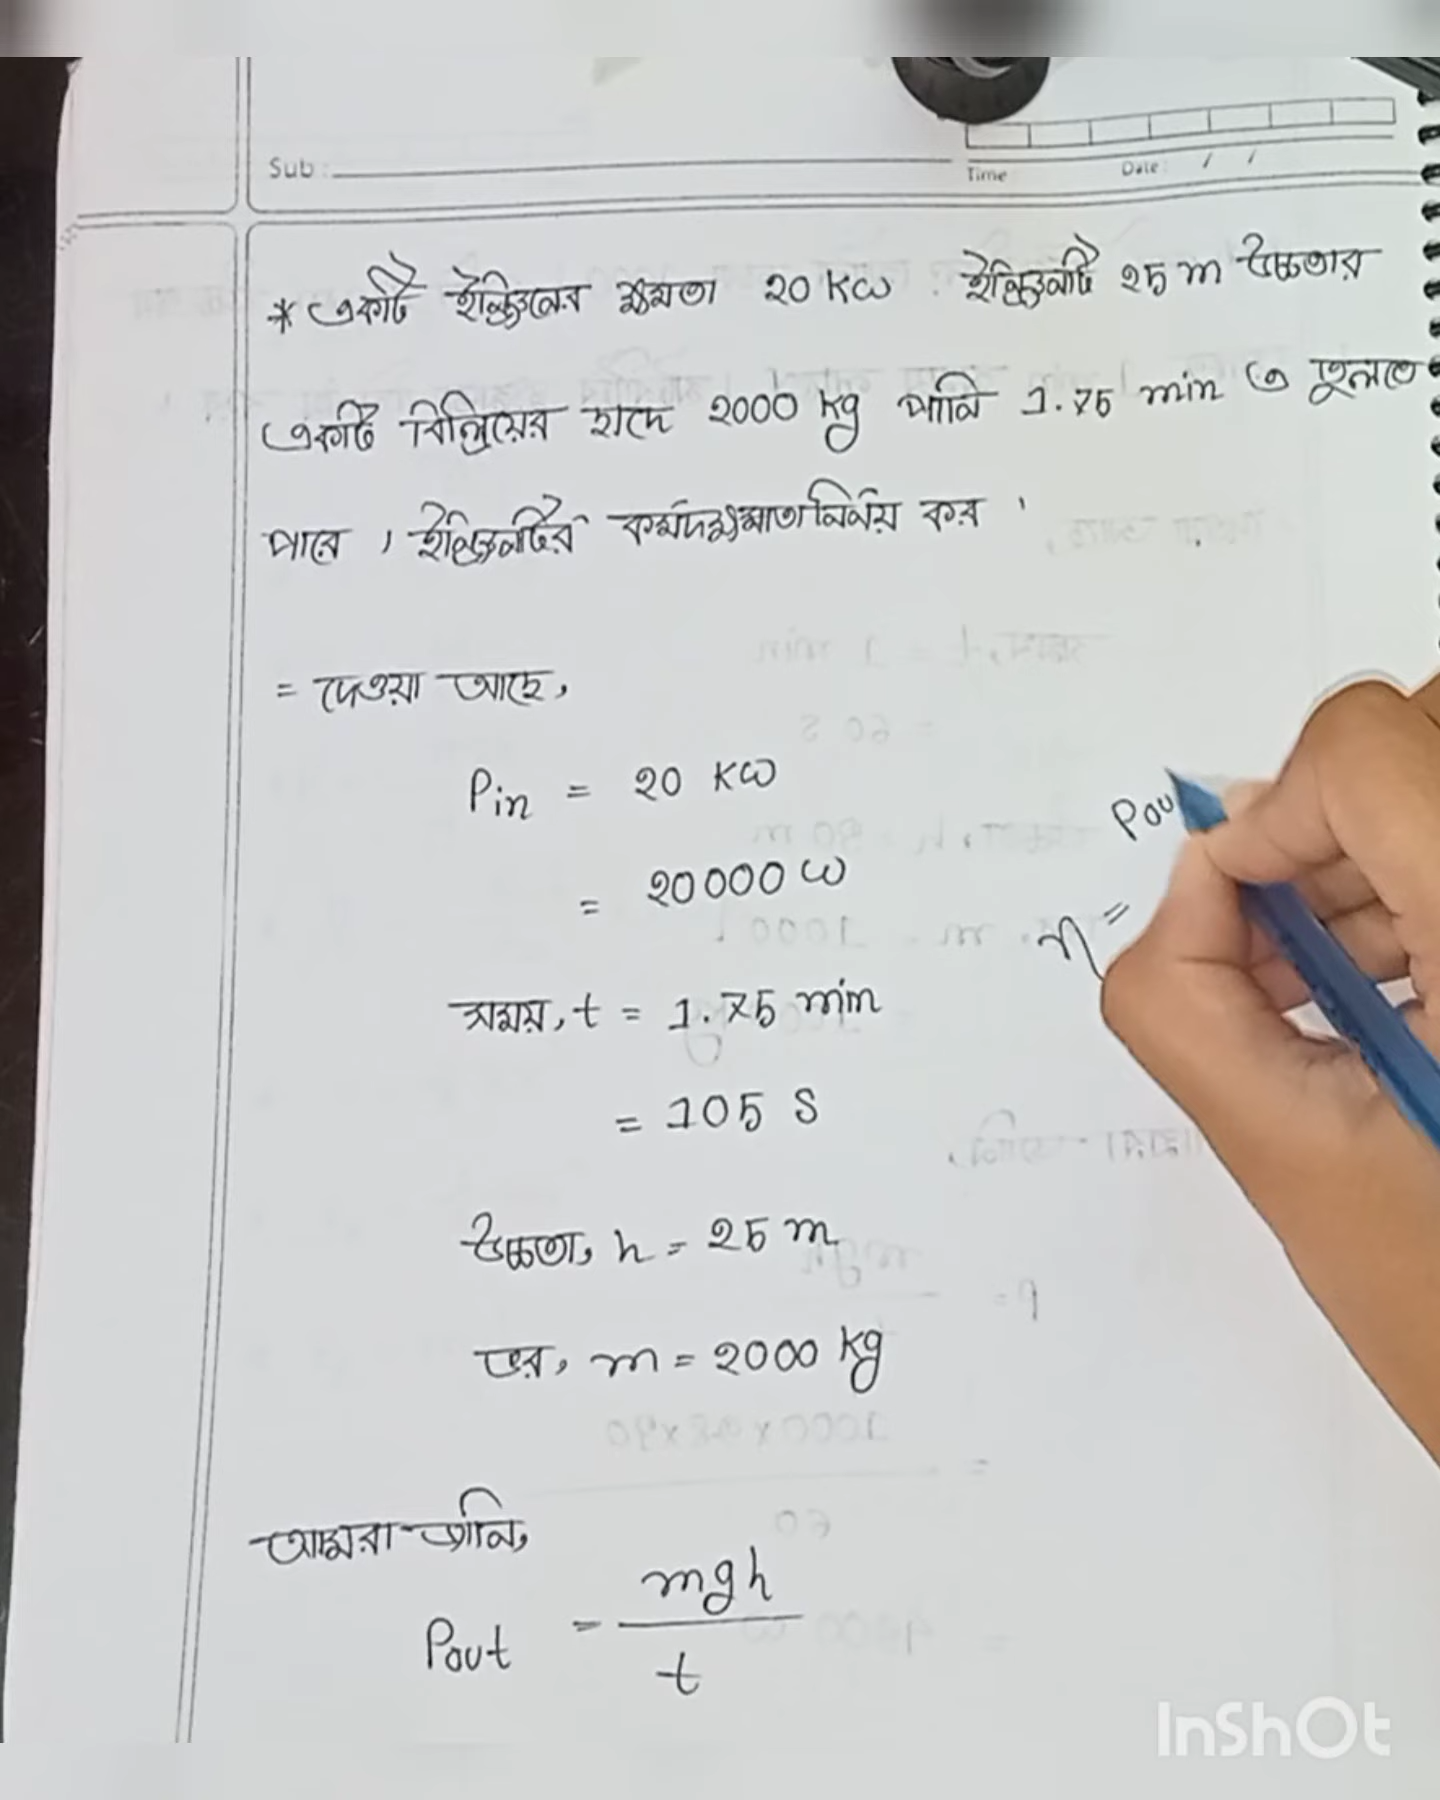 Sub :
Time
Date : / /
* একটি ইঞ্জিনের ক্ষমতা 20 KW ইঞ্জিনটি 25 m উচ্চতার
একটি বিল্ডিংয়ের ছাদে 2000 kg পানি 1.75 min এ তুলতে
পারে । ইঞ্জিনটির কর্মদক্ষমাতা নির্ণয় কর ।
= দেওয়া আছে,
Pin = 20 KW
= 20000 W
সময়, t = 1.75 min
= 105 S
উচ্চতা, h = 25 m
ভর, m = 2000 kg
η = Pou
আমরা জানি,
Pout = mgh
t
InShOt